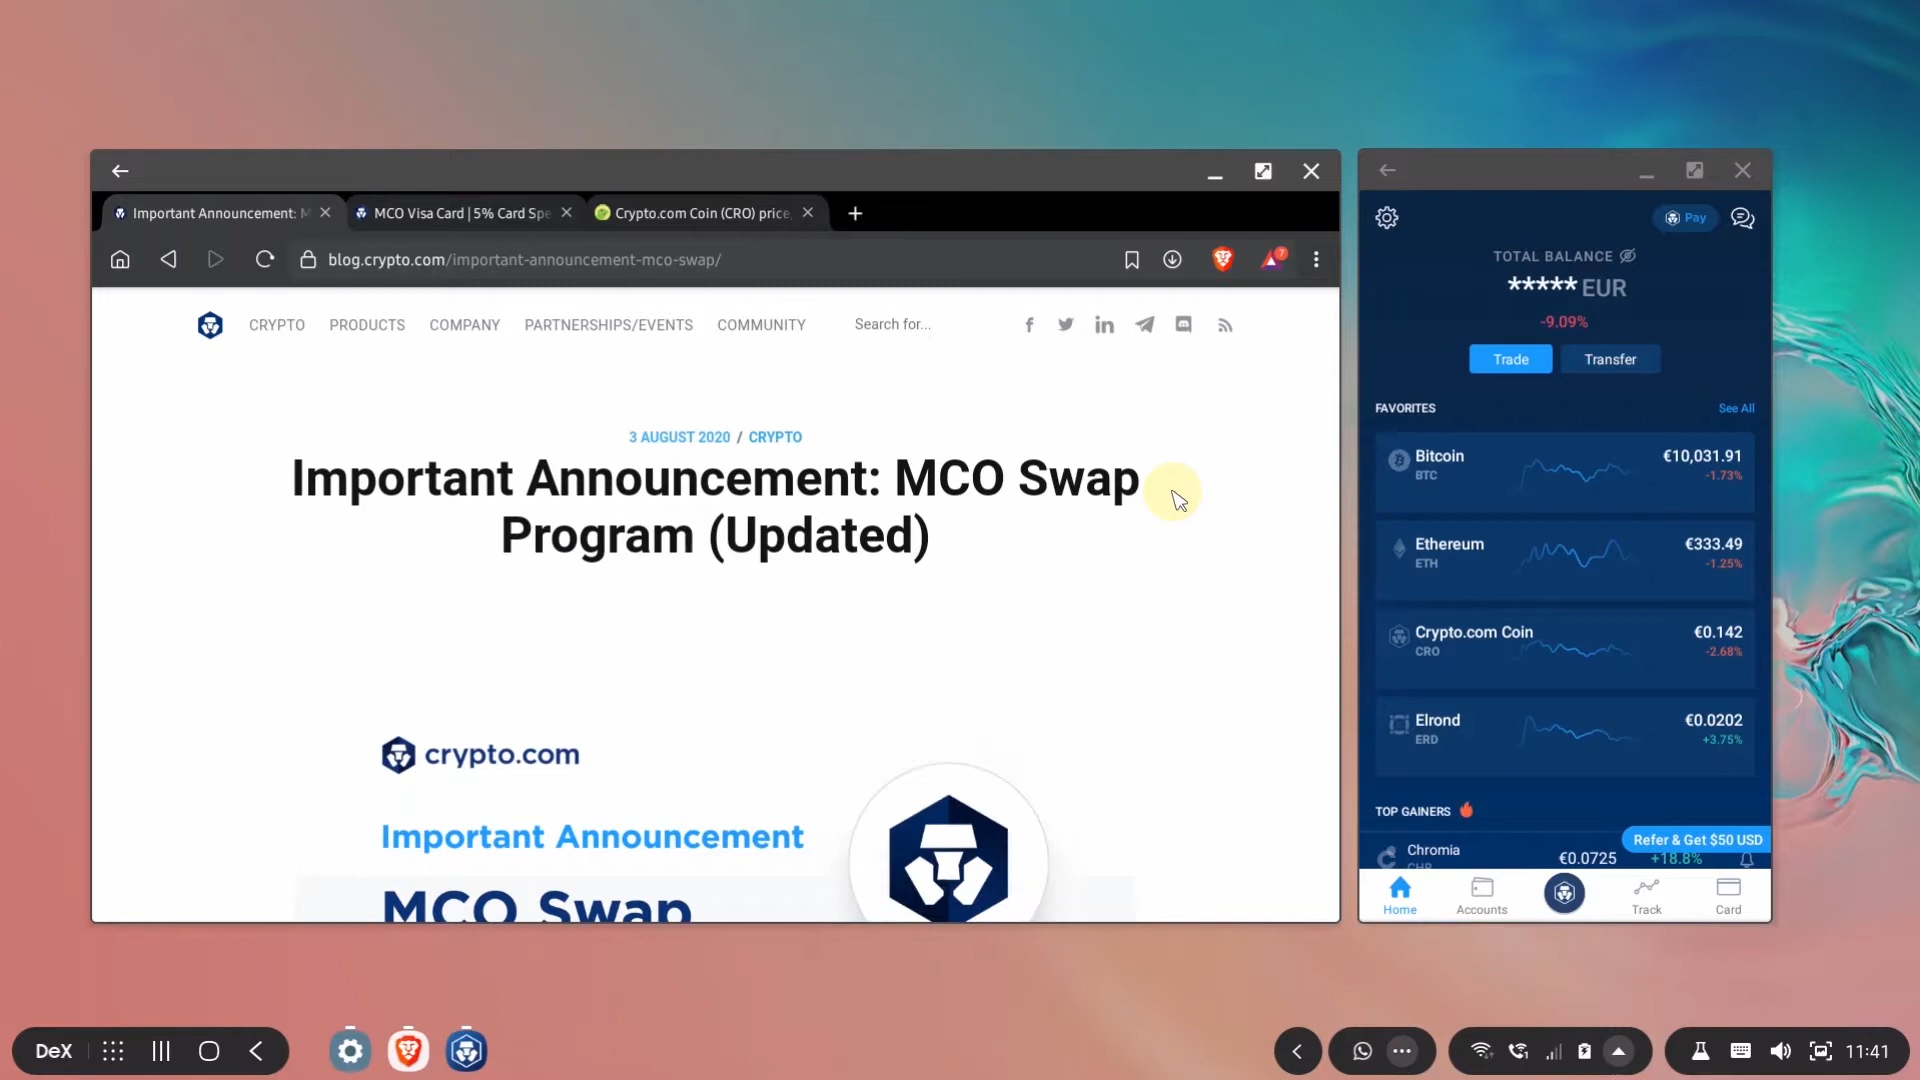 Important Announcement: M
MCO Visa Card | 5% Card Spe
Crypto.com Coin (CRO) price,
blog.crypto.com/important-announcement-mco-swap/
7
CRYPTO
PRODUCTS
COMPANY
PARTNERSHIPS/EVENTS
COMMUNITY
Search for...
3 AUGUST 2020 / CRYPTO
Important Announcement: MCO Swap
Program (Updated)
crypto.com
Important Announcement
MCO Swap
Pay
TOTAL BALANCE
***** EUR
-9.09%
Trade
Transfer
FAVORITES
See All
Bitcoin
€10,031.91
BTC
-1.73%
Ethereum
€333.49
ETH
-1.25%
Crypto.com Coin
€0.142
CRO
-2.68%
Elrond
€0.0202
ERD
+3.75%
TOP GAINERS
Refer & Get $50 USD
Chromia
€0.0725
+18.8%
CHR
Home
Accounts
Track
Card
DeX
11:41